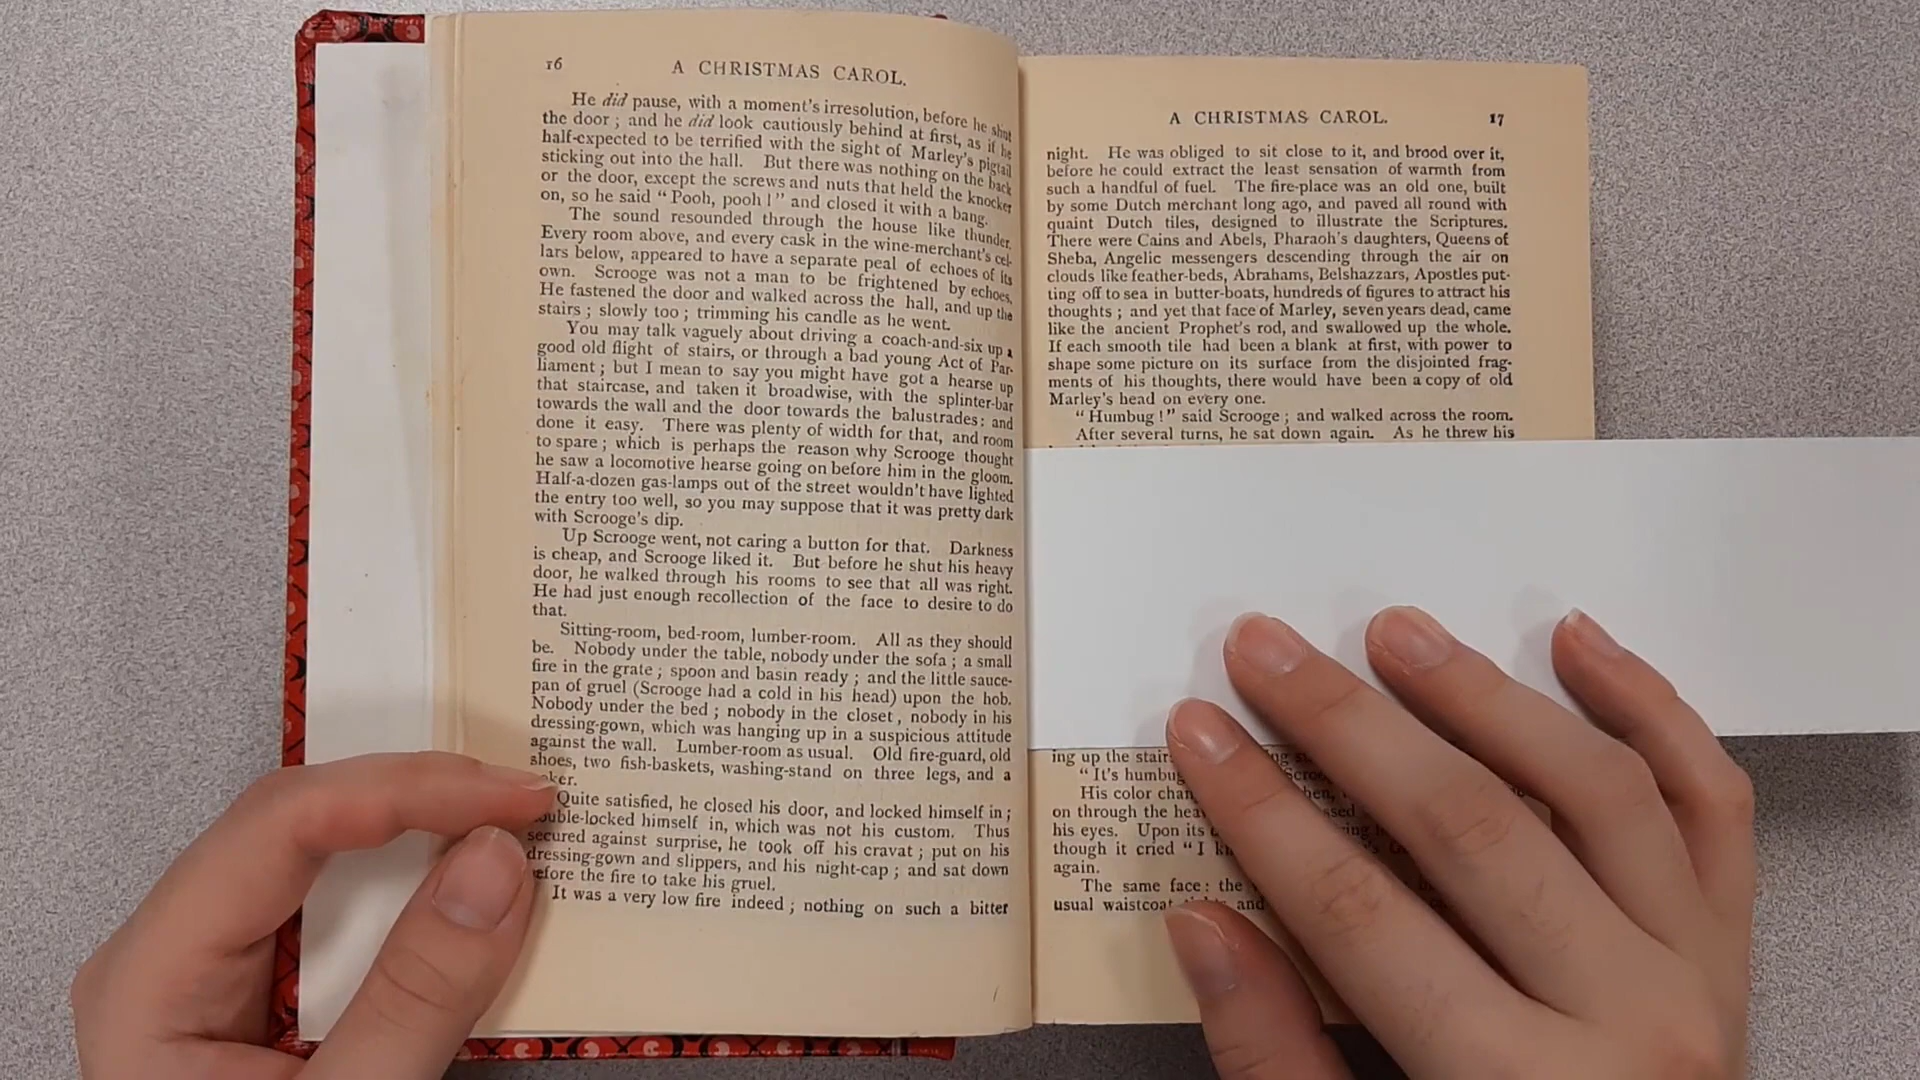 16
A CHRISTMAS CAROL.
He did pause, with a moment's irresolution, before he shut
the door ; and he did look cautiously behind at first, as if he
half-expected to be terrified with the sight of Marley's pigtail
sticking out into the hall. But there was nothing on the back
or the door, except the screws and nuts that held the knocker
on, so he said " Pooh, pooh ! " and closed it with a bang.
The sound resounded through the house like thunder.
Every room above, and every cask in the wine-merchant's cel-
lars below, appeared to have a separate peal of echoes of its
own. Scrooge was not a man to be frightened by echoes,
He fastened the door and walked across the hall, and up the
stairs ; slowly too ; trimming his candle as he went.
You may talk vaguely about driving a coach-and-six up a
good old flight of stairs, or through a bad young Act of Par-
liament ; but I mean to say you might have got a hearse up
that staircase, and taken it broadwise, with the splinter-bar
towards the wall and the door towards the balustrades : and
done it easy. There was plenty of width for that, and room
to spare ; which is perhaps the reason why Scrooge thought
he saw a locomotive hearse going on before him in the gloom.
Half-a-dozen gas-lamps out of the street wouldn't have lighted
the entry too well, so you may suppose that it was pretty dark
with Scrooge's dip.
Up Scrooge went, not caring a button for that. Darkness
is cheap, and Scrooge liked it. But before he shut his heavy
door, he walked through his rooms to see that all was right.
He had just enough recollection of the face to desire to do
that.
Sitting-room, bed-room, lumber-room. All as they should
be. Nobody under the table, nobody under the sofa ; a small
fire in the grate ; spoon and basin ready ; and the little sauce-
pan of gruel (Scrooge had a cold in his head) upon the hob.
Nobody under the bed ; nobody in the closet , nobody in his
dressing-gown, which was hanging up in a suspicious attitude
against the wall. Lumber-room as usual. Old fire-guard, old
shoes, two fish-baskets, washing-stand on three legs, and a
oker.
Quite satisfied, he closed his door, and locked himself in ;
ouble-locked himself in, which was not his custom. Thus
secured against surprise, he took off his cravat ; put on his
dressing-gown and slippers, and his night-cap ; and sat down
efore the fire to take his gruel.
It was a very low fire indeed ; nothing on such a bitter
A CHRISTMAS CAROL.
17
night. He was obliged to sit close to it, and brood over it,
before he could extract the least sensation of warmth from
such a handful of fuel. The fire-place was an old one, built
by some Dutch merchant long ago, and paved all round with
quaint Dutch tiles, designed to illustrate the Scriptures.
There were Cains and Abels, Pharaoh's daughters, Queens of
Sheba, Angelic messengers descending through the air on
clouds like feather-beds, Abrahams, Belshazzars, Apostles put-
ting off to sea in butter-boats, hundreds of figures to attract his
thoughts ; and yet that face of Marley, seven years dead, came
like the ancient Prophet's rod, and swallowed up the whole.
If each smooth tile had been a blank at first, with power to
shape some picture on its surface from the disjointed frag-
ments of his thoughts, there would have been a copy of old
Marley's head on every one.
" Humbug ! " said Scrooge ; and walked across the room.
After several turns, he sat down again. As he threw his
ing up the stairs
" It's humbug
His color
on through the
his eyes. Upon its
though it cried " I
again.
The same face : the
usual waistcoat and